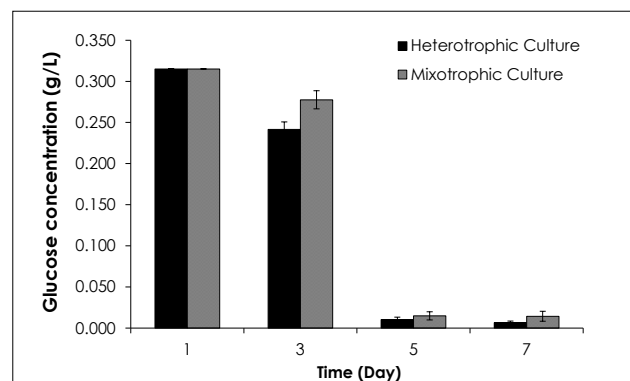 0.350
0.300
0.250
0.200
0.150
0.100
0.050
0.000
Glucose concentration (g/L)
Heterotrophic Culture
Mixotrophic Culture
1 3 5 7
Time (Day)